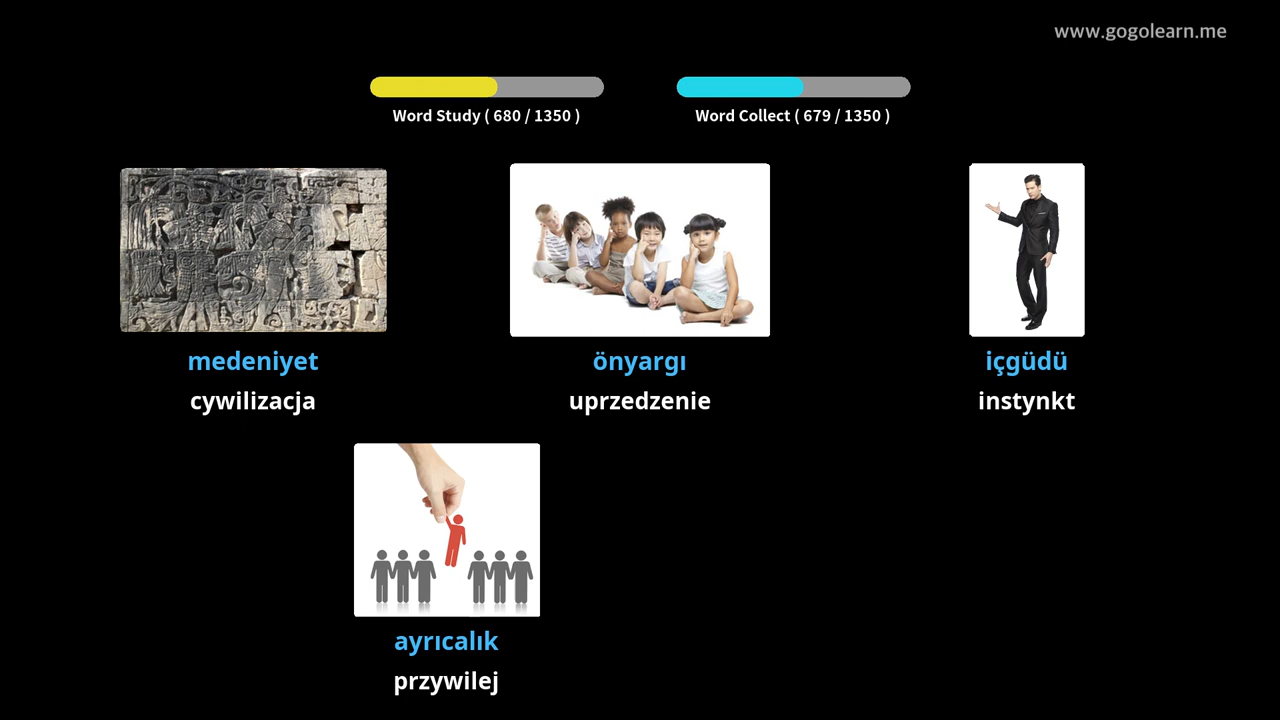 www.gogolearn.me
Word Study ( 680 / 1350 )
Word Collect ( 679 / 1350 )
medeniyet
cywilizacja
önyargı
uprzedzenie
içgüdü
instynkt
ayrıcalık
przywilej